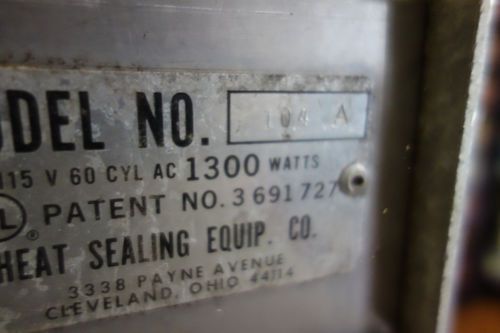 ODEL NO. 104 A
115 V 60 CYL AC 1300 WATTS
UL ® PATENT NO. 3 691 727
HEAT SEALING EQUIP. CO.
3338 PAYNE AVENUE
CLEVELAND, OHIO 44114